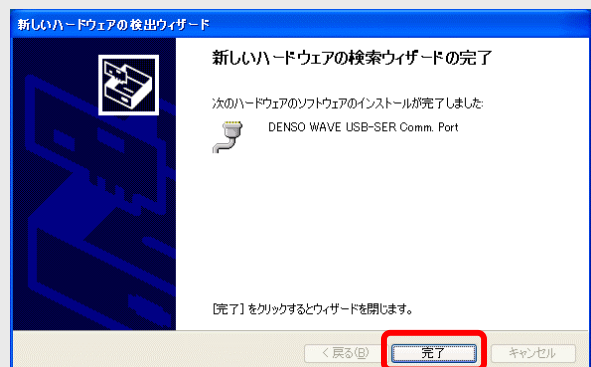 新しいハードウェアの検出ウィザード
新しいハードウェアの検索ウィザードの完了
次のハードウェアのソフトウェアのインストールが完了しました:
DENSO WAVE USB-SER Comm. Port
[完了] をクリックするとウィザードを閉じます。
< 戻る(B) 完了 キャンセル